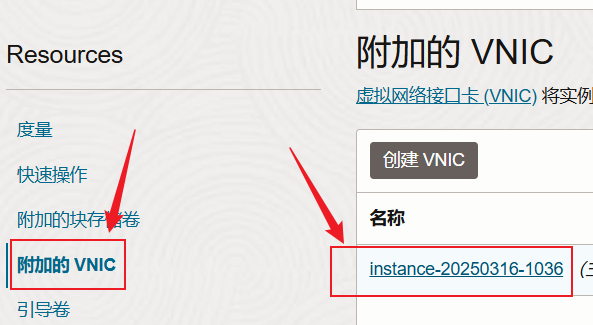 Resources
度量
快速操作
附加的块存储卷
附加的 VNIC
引导卷
附加的 VNIC
虚拟网络接口卡 (VNIC) 将实例
创建 VNIC
名称
instance-20250316-1036 (主